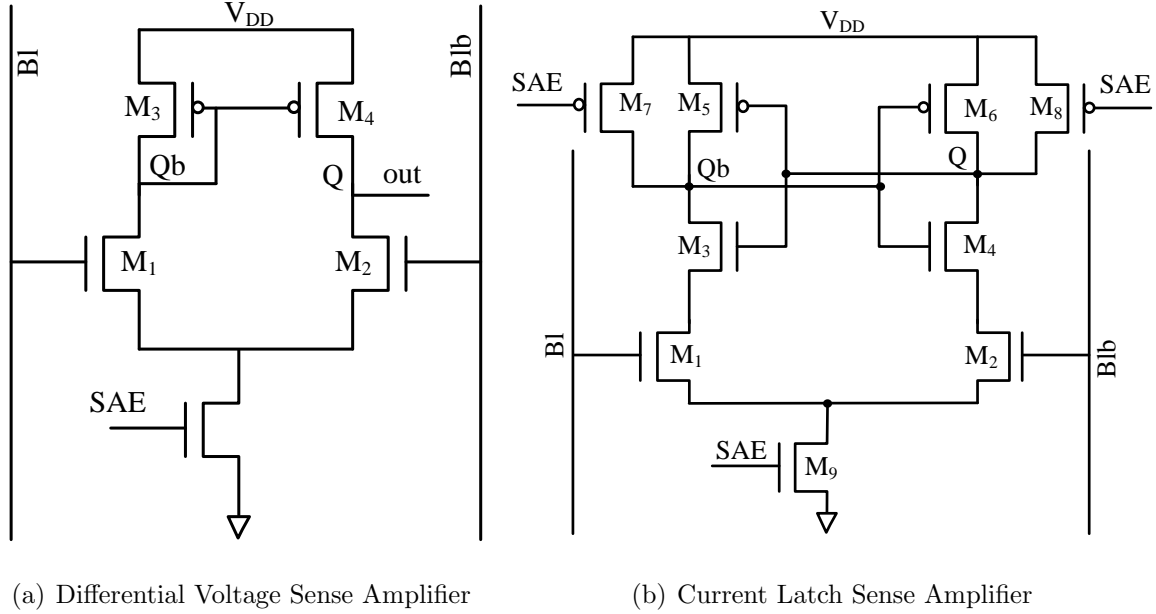 Bl
V_DD
Blb
M_3
M_4
Qb
Q
out
M_1
M_2
SAE
(a) Differential Voltage Sense Amplifier
V_DD
SAE
M_7
M_5
M_6
M_8
SAE
Qb
Q
M_3
M_4
Bl
M_1
M_2
Blb
SAE
M_9
(b) Current Latch Sense Amplifier